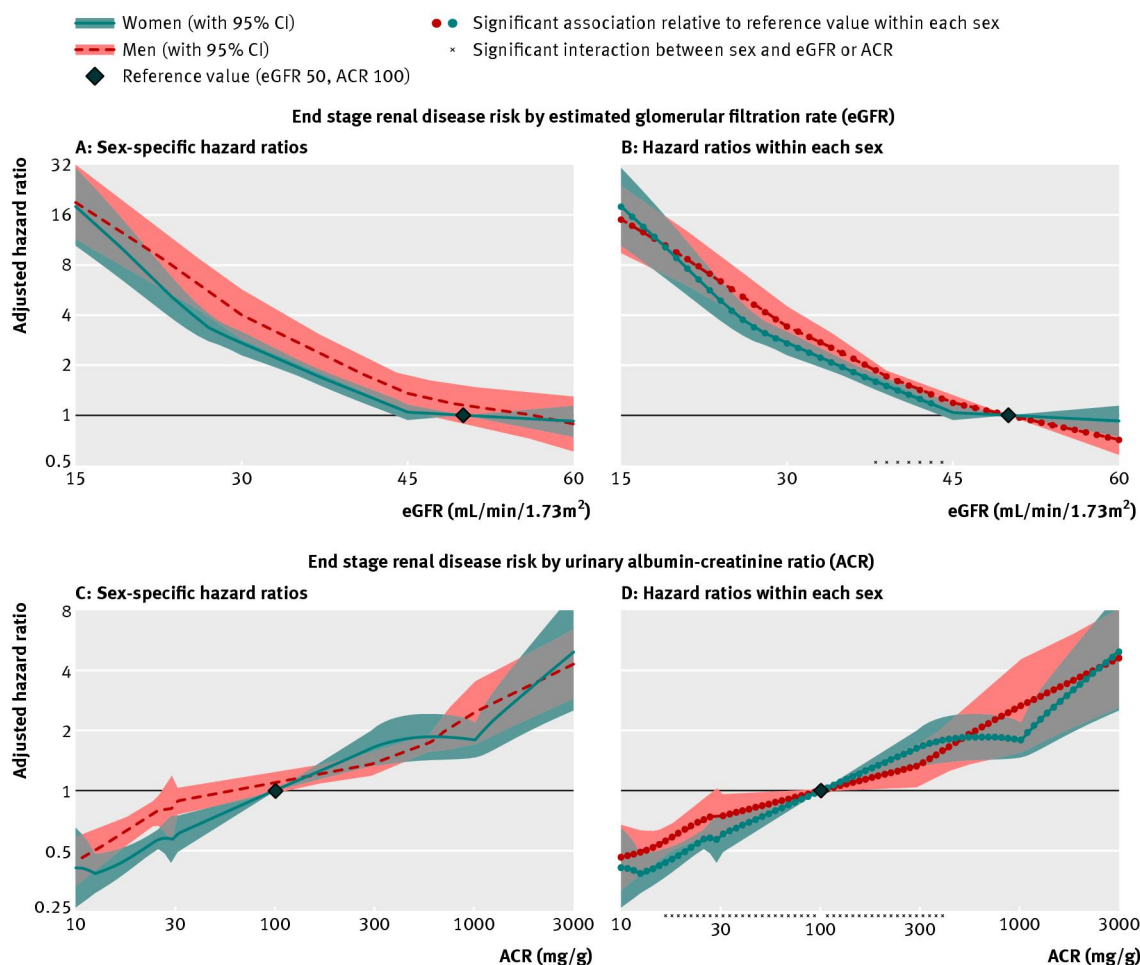 Women (with 95% CI)
Significant association relative to reference value within each sex
Men (with 95% CI)
Significant interaction between sex and eGFR or ACR
Reference value (eGFR 50, ACR 100)
End stage renal disease risk by estimated glomerular filtration rate (eGFR)
A: Sex-specific hazard ratios
Adjusted hazard ratio
32
16
8
4
2
1
0.5
15
30
45
60
eGFR (mL/min/1.73m²)
B: Hazard ratios within each sex
15
30
45
60
eGFR (mL/min/1.73m²)
End stage renal disease risk by urinary albumin-creatinine ratio (ACR)
C: Sex-specific hazard ratios
Adjusted hazard ratio
8
4
2
1
0.5
0.25
10
30
100
300
1000
3000
ACR (mg/g)
D: Hazard ratios within each sex
10
30
100
300
1000
3000
ACR (mg/g)